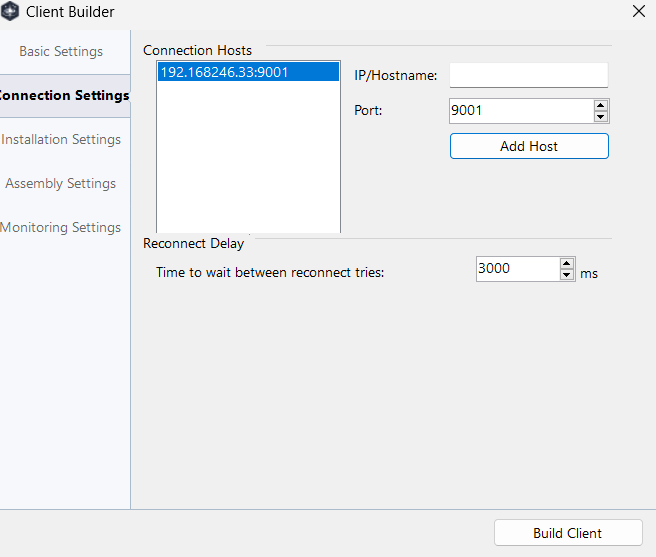 Client Builder
Basic Settings
Connection Settings
Installation Settings
Assembly Settings
Monitoring Settings
Connection Hosts
192.168246.33:9001
IP/Hostname:
Port:
9001
Add Host
Reconnect Delay
Time to wait between reconnect tries:
3000
ms
Build Client